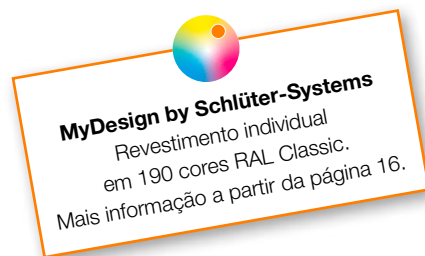 MyDesign by Schlüter-Systems
Revestimento individual
em 190 cores RAL Classic.
Mais informação a partir da página 16.